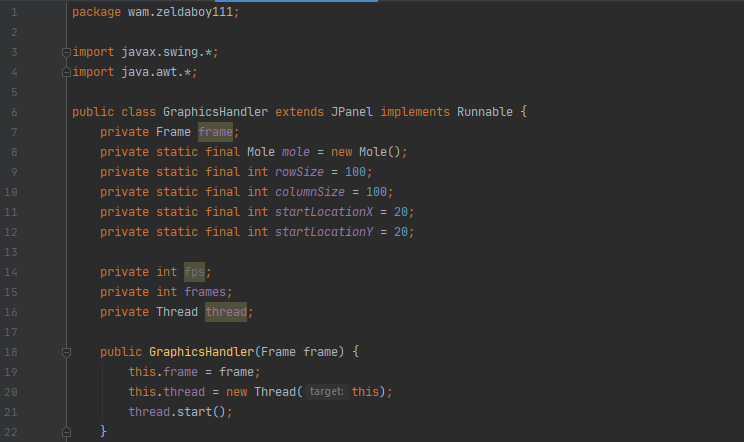 1 package wam.zeldaboy111;
2
3 import javax.swing.*;
4 import java.awt.*;
5
6 public class GraphicsHandler extends JPanel implements Runnable {
7 private Frame frame;
8 private static final Mole mole = new Mole();
9 private static final int rowSize = 100;
10 private static final int columnSize = 100;
11 private static final int startLocationX = 20;
12 private static final int startLocationY = 20;
13
14 private int fps;
15 private int frames;
16 private Thread thread;
17
18 public GraphicsHandler(Frame frame) {
19 this.frame = frame;
20 this.thread = new Thread( target: this);
21 thread.start();
22 }